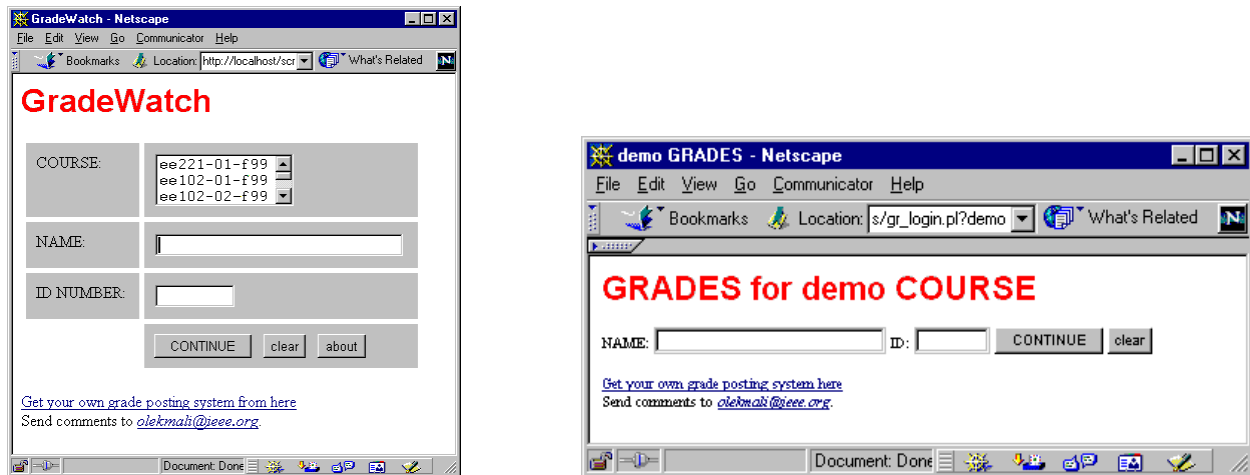 GradeWatch - Netscape
File Edit View Go Communicator Help
Bookmarks Location: http://localhost/scr What's Related N
GradeWatch
COURSE:
ee221-01-f99
ee102-01-f99
ee102-02-f99
NAME:
ID NUMBER:
CONTINUE clear about
Get your own grade posting system from here
Send comments to olekmali@ieee.org.
Document: Done
demo GRADES - Netscape
File Edit View Go Communicator Help
Bookmarks Location: s/gr_login.pl?demo What's Related N
GRADES for demo COURSE
NAME: ID: CONTINUE clear
Get your own grade posting system here
Send comments to olekmali@ieee.org.
Document: Done